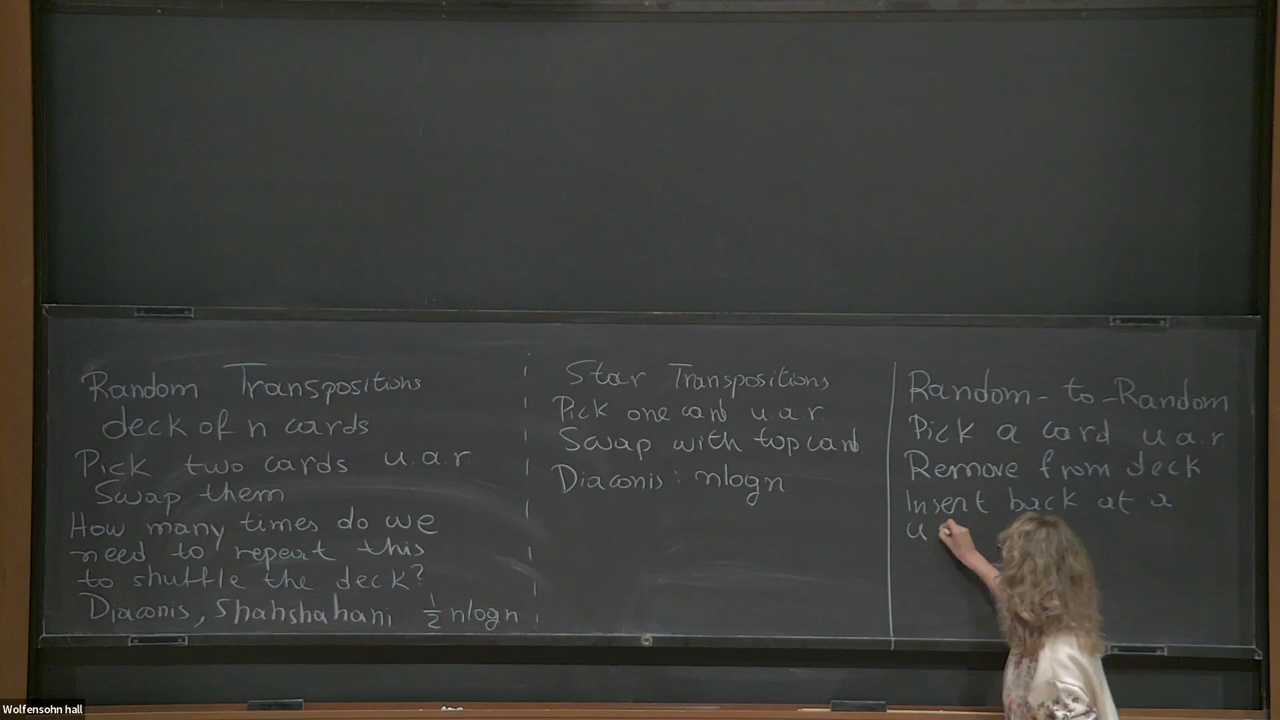 Random Transpositions
deck of n cards
Pick two cards u.a.r.
Swap them
How many times do we
need to repeat this
to shuffle the deck?
Diaconis, Shahshahani 1/2 nlogn
Star Transpositions
Pick one card u a r
Swap with top card
Diaconis: nlogn
Random-to-Random
Pick a card u.a.r.
Remove from deck
Insert back at a
u
Wolfensohn hall